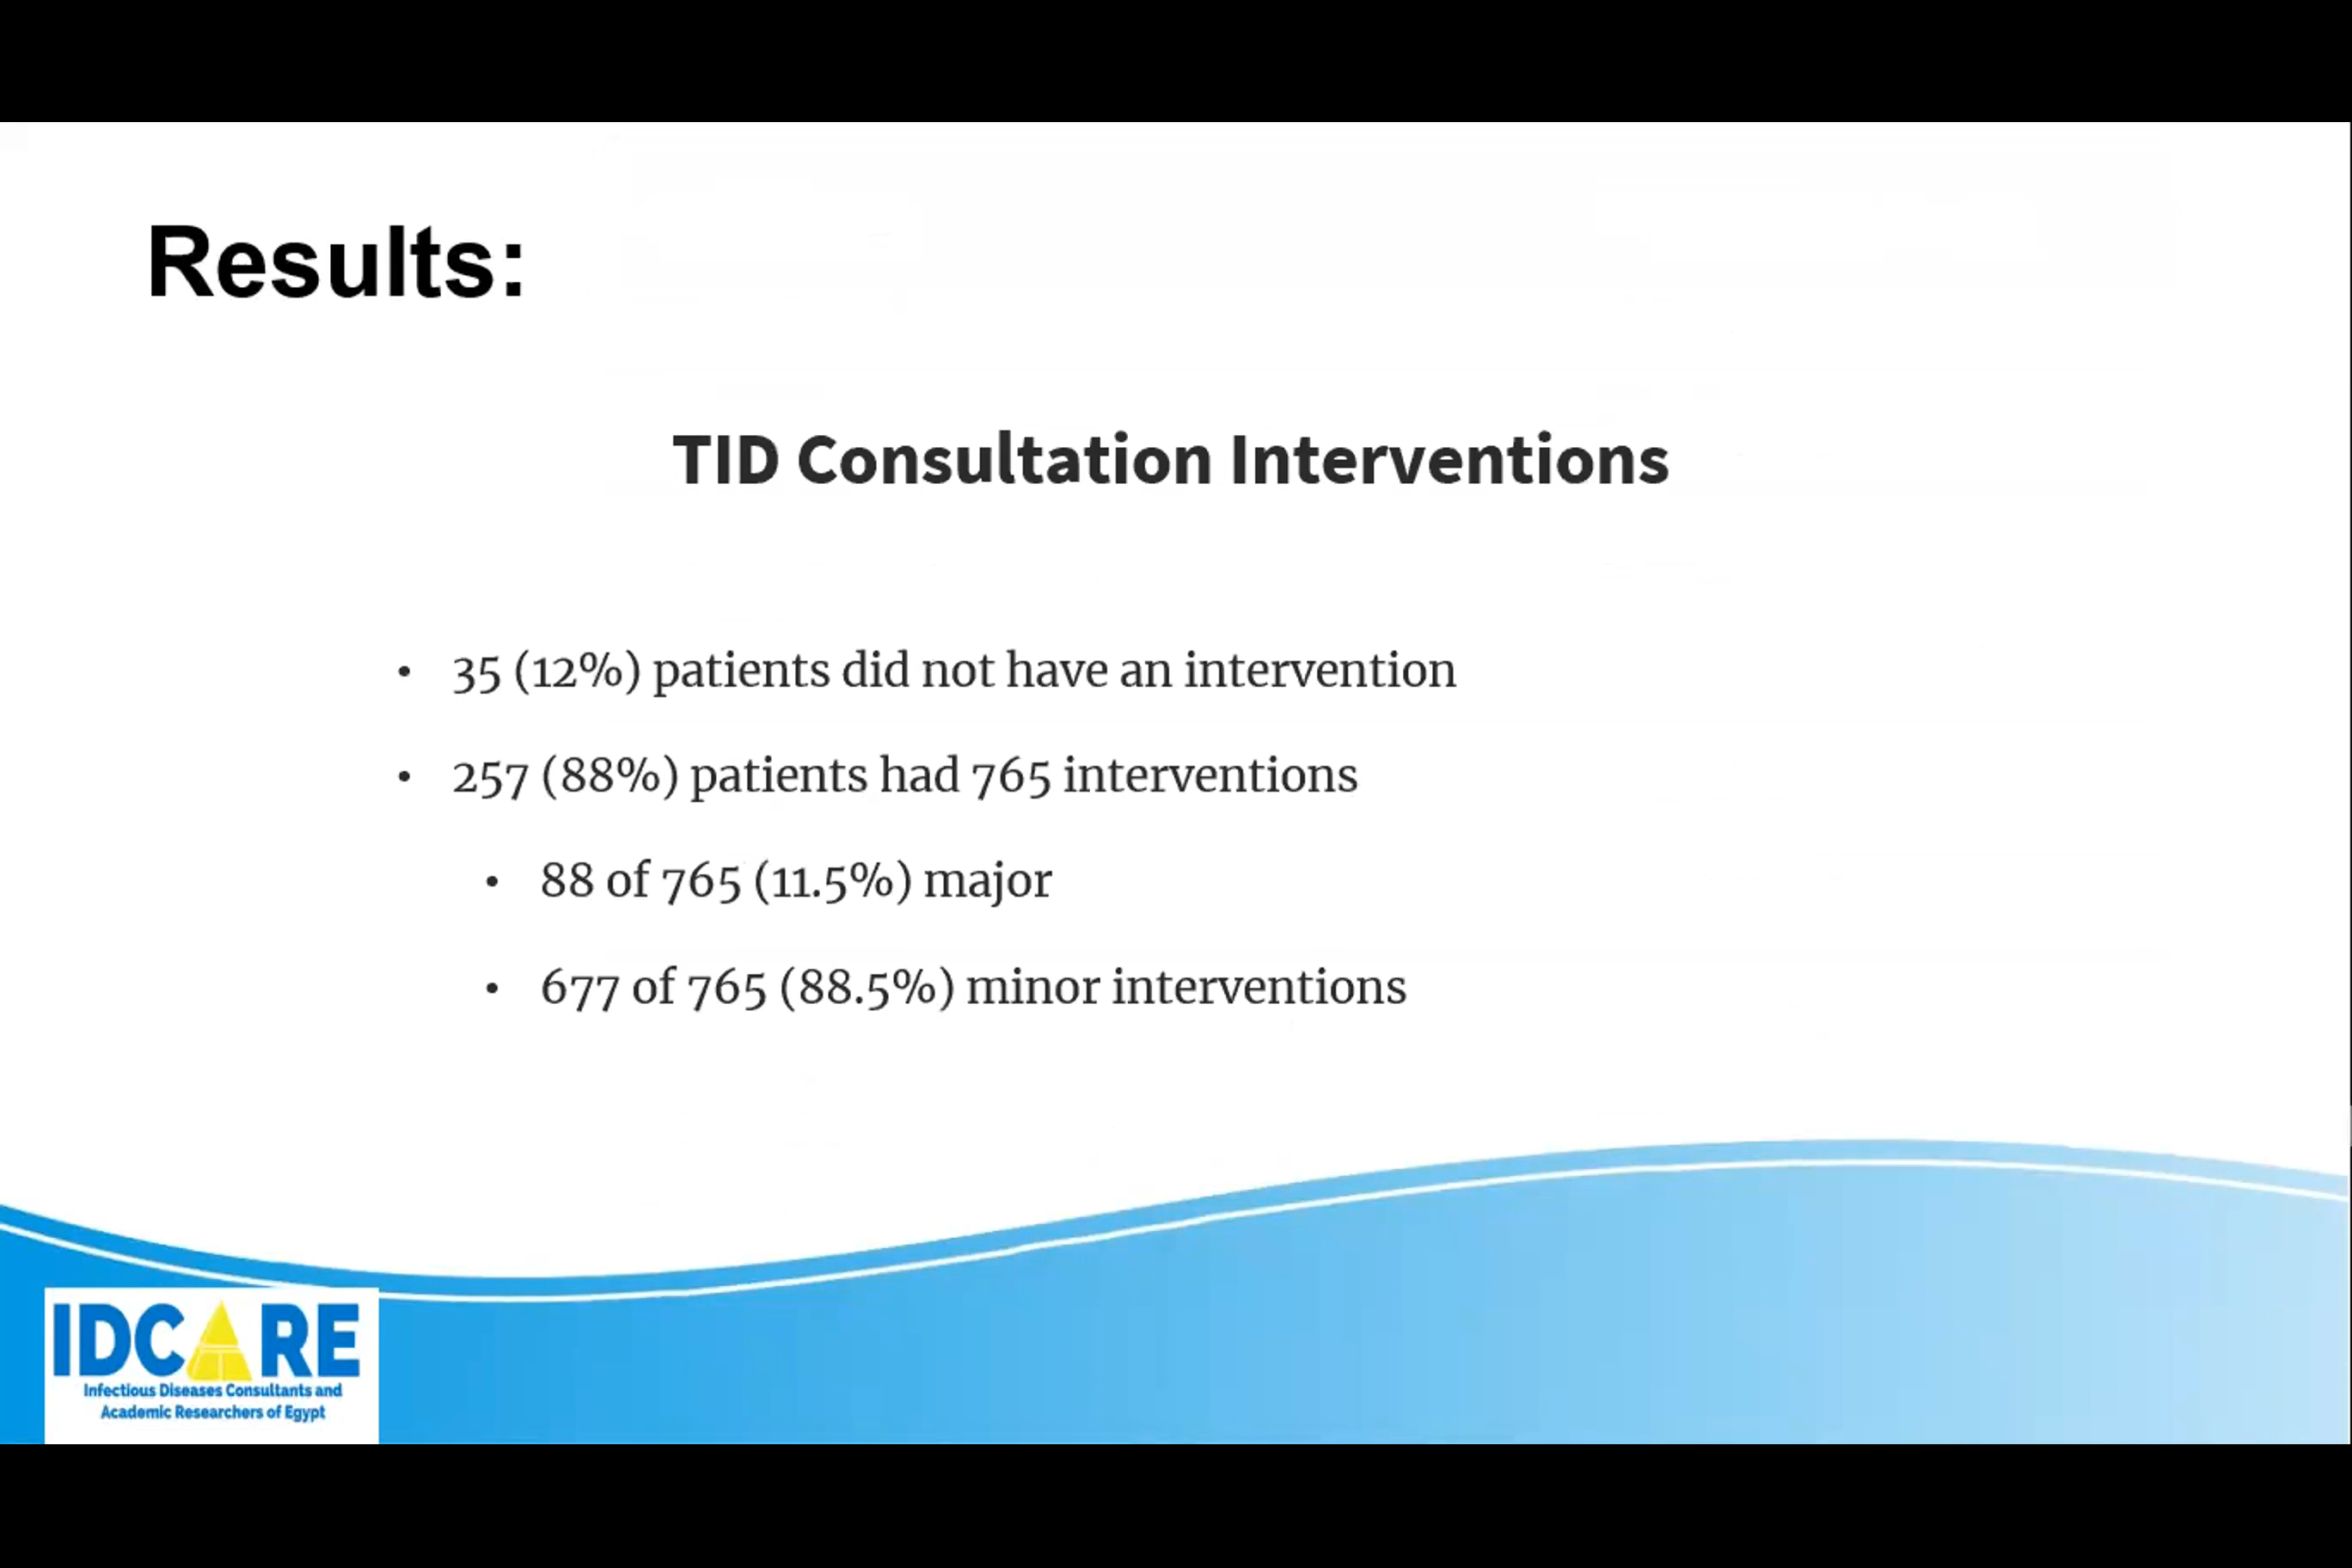 Results:
TID Consultation Interventions
• 35 (12%) patients did not have an intervention
• 257 (88%) patients had 765 interventions
• 88 of 765 (11.5%) major
• 677 of 765 (88.5%) minor interventions
IDCARE
Infectious Diseases Consultants and
Academic Researchers of Egypt